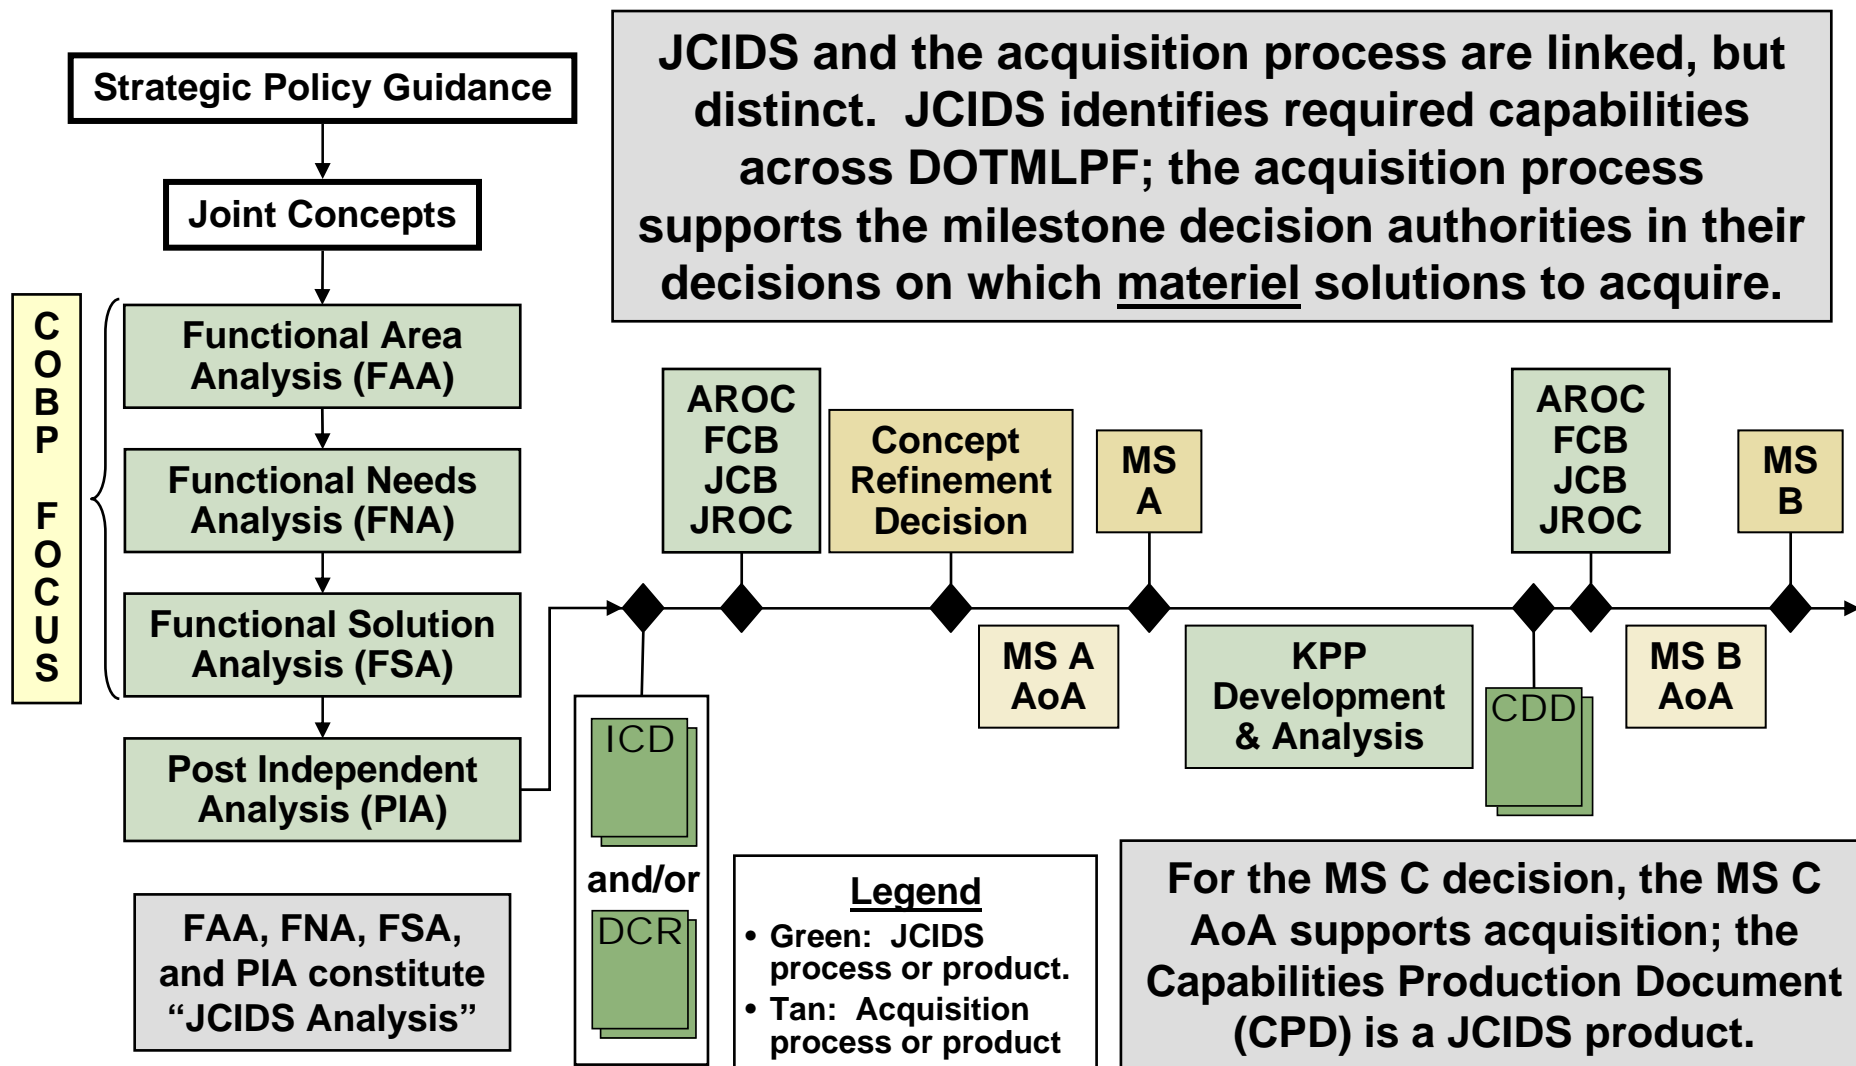 Strategic Policy Guidance
Joint Concepts
COBP FOCUS
Functional Area
Analysis (FAA)
Functional Needs
Analysis (FNA)
Functional Solution
Analysis (FSA)
Post Independent
Analysis (PIA)
FAA, FNA, FSA,
and PIA constitute
“JCIDS Analysis”
JCIDS and the acquisition process are linked, but
distinct.  JCIDS identifies required capabilities
across DOTMLPF; the acquisition process
supports the milestone decision authorities in their
decisions on which materiel solutions to acquire.
AROC
FCB
JCB
JROC
Concept
Refinement
Decision
MS
A
AROC
FCB
JCB
JROC
MS
B
MS A
AoA
KPP
Development
& Analysis
CDD
MS B
AoA
ICD
and/or
DCR
Legend
• Green:  JCIDS
process or product.
• Tan:  Acquisition
process or product
For the MS C decision, the MS C
AoA supports acquisition; the
Capabilities Production Document
(CPD) is a JCIDS product.